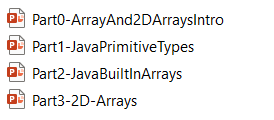 Part0-ArrayAnd2DArraysIntro
Part1-JavaPrimitiveTypes
Part2-JavaBuiltInArrays
Part3-2D-Arrays